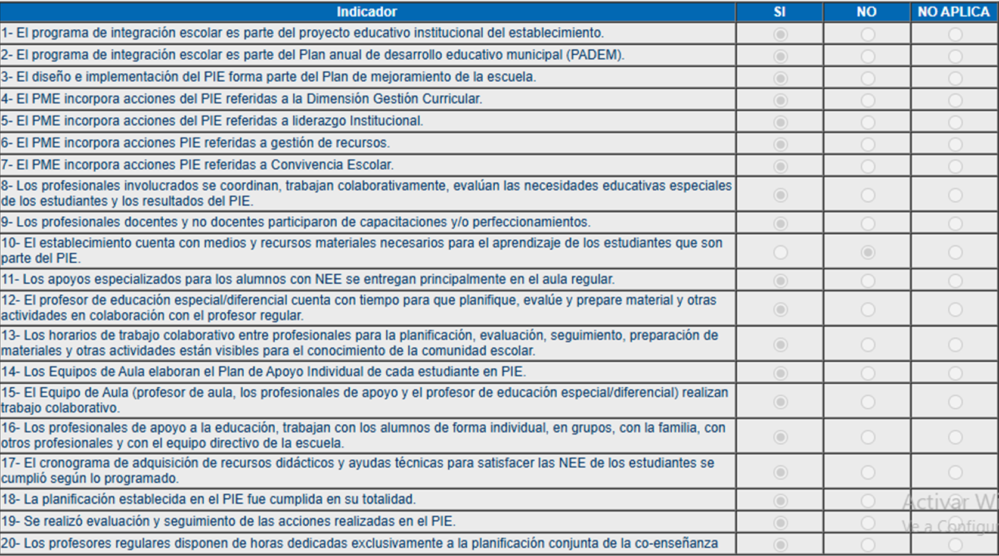 Indicador SI NO NO APLICA
1- El programa de integración escolar es parte del proyecto educativo institucional del establecimiento.
2- El programa de integración escolar es parte del Plan anual de desarrollo educativo municipal (PADEM).
3- El diseño e implementación del PIE forma parte del Plan de mejoramiento de la escuela.
4- El PME incorpora acciones del PIE referidas a la Dimensión Gestión Curricular.
5- El PME incorpora acciones del PIE referidas a liderazgo Institucional.
6- El PME incorpora acciones PIE referidas a gestión de recursos.
7- El PME incorpora acciones PIE referidas a Convivencia Escolar.
8- Los profesionales involucrados se coordinan, trabajan colaborativamente, evalúan las necesidades educativas especiales
de los estudiantes y los resultados del PIE.
9- Los profesionales docentes y no docentes participaron de capacitaciones y/o perfeccionamientos.
10- El establecimiento cuenta con medios y recursos materiales necesarios para el aprendizaje de los estudiantes que son
parte del PIE.
11- Los apoyos especializados para los alumnos con NEE se entregan principalmente en el aula regular.
12- El profesor de educación especial/diferencial cuenta con tiempo para que planifique, evalúe y prepare material y otras
actividades en colaboración con el profesor regular.
13- Los horarios de trabajo colaborativo entre profesionales para la planificación, evaluación, seguimiento, preparación de
materiales y otras actividades están visibles para el conocimiento de la comunidad escolar.
14- Los Equipos de Aula elaboran el Plan de Apoyo Individual de cada estudiante en PIE.
15- El Equipo de Aula (profesor de aula, los profesionales de apoyo y el profesor de educación especial/diferencial) realizan
trabajo colaborativo.
16- Los profesionales de apoyo a la educación, trabajan con los alumnos de forma individual, en grupos, con la familia, con
otros profesionales y con el equipo directivo de la escuela.
17- El cronograma de adquisición de recursos didácticos y ayudas técnicas para satisfacer las NEE de los estudiantes se
cumplió según lo programado.
18- La planificación establecida en el PIE fue cumplida en su totalidad.
Activar Wi
19- Se realizó evaluación y seguimiento de las acciones realizadas en el PIE.
Ve a Configu
20- Los profesores regulares disponen de horas dedicadas exclusivamente a la planificación conjunta de la co-enseñanza